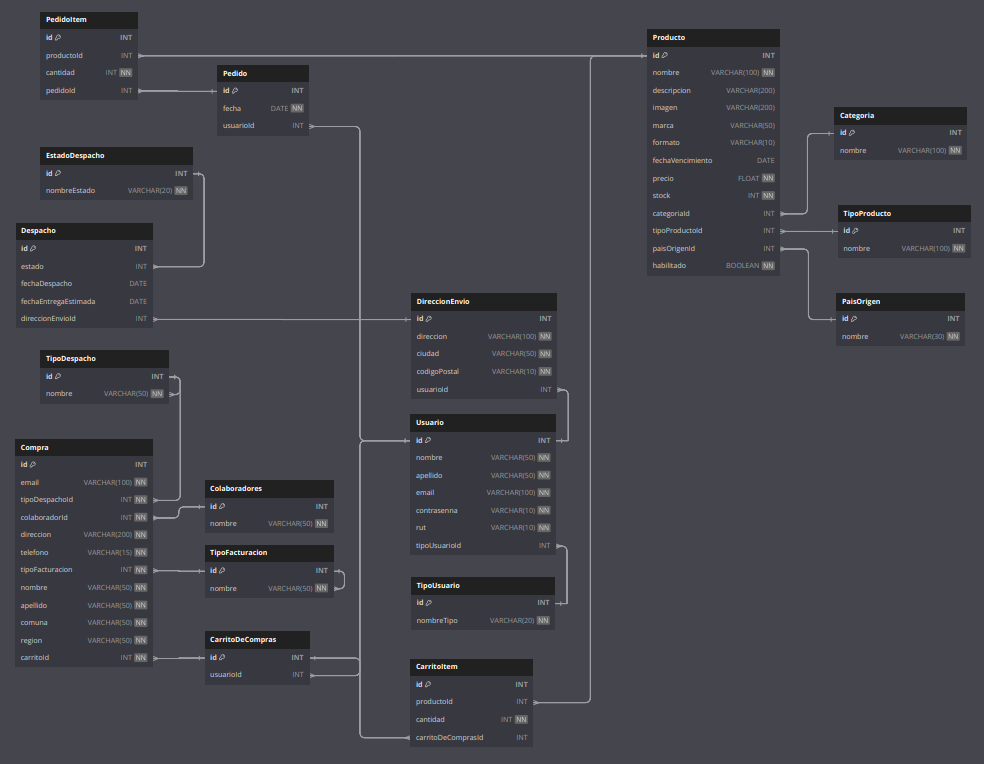 PedidoItem
id INT
productoId INT
cantidad INT NN
pedidoId INT
Pedido
id INT
fecha DATE NN
usuarioId INT
EstadoDespacho
id INT
nombreEstado VARCHAR(20) NN
Despacho
id INT
estado INT
fechaDespacho DATE
fechaEntregaEstimada DATE
direccionEnvioId INT
TipoDespacho
id INT
nombre VARCHAR(50) NN
Compra
id INT
email VARCHAR(100) NN
tipoDespachoId INT NN
colaboradorId INT NN
direccion VARCHAR(200) NN
telefono VARCHAR(15) NN
tipoFacturacion INT NN
nombre VARCHAR(50) NN
apellido VARCHAR(50) NN
comuna VARCHAR(50) NN
region VARCHAR(50) NN
carritoId INT NN
Colaboradores
id INT
nombre VARCHAR(50) NN
TipoFacturacion
id INT
nombre VARCHAR(50) NN
CarritoDeCompras
id INT
usuarioId INT
DireccionEnvio
id INT
direccion VARCHAR(100) NN
ciudad VARCHAR(50) NN
codigoPostal VARCHAR(10) NN
usuarioId INT
Usuario
id INT
nombre VARCHAR(50) NN
apellido VARCHAR(50) NN
email VARCHAR(100) NN
contrasenna VARCHAR(10) NN
rut VARCHAR(10) NN
tipoUsuarioId INT
TipoUsuario
id INT
nombreTipo VARCHAR(20) NN
CarritoItem
id INT
productoId INT
cantidad INT NN
carritoDeComprasId INT
Producto
id INT
nombre VARCHAR(100) NN
descripcion VARCHAR(200)
imagen VARCHAR(200)
marca VARCHAR(50)
formato VARCHAR(10)
fechaVencimiento DATE
precio FLOAT NN
stock INT NN
categoriaId INT
tipoProductoId INT
paisOrigenId INT
habilitado BOOLEAN NN
Categoria
id INT
nombre VARCHAR(100) NN
TipoProducto
id INT
nombre VARCHAR(100) NN
PaisOrigen
id INT
nombre VARCHAR(30) NN